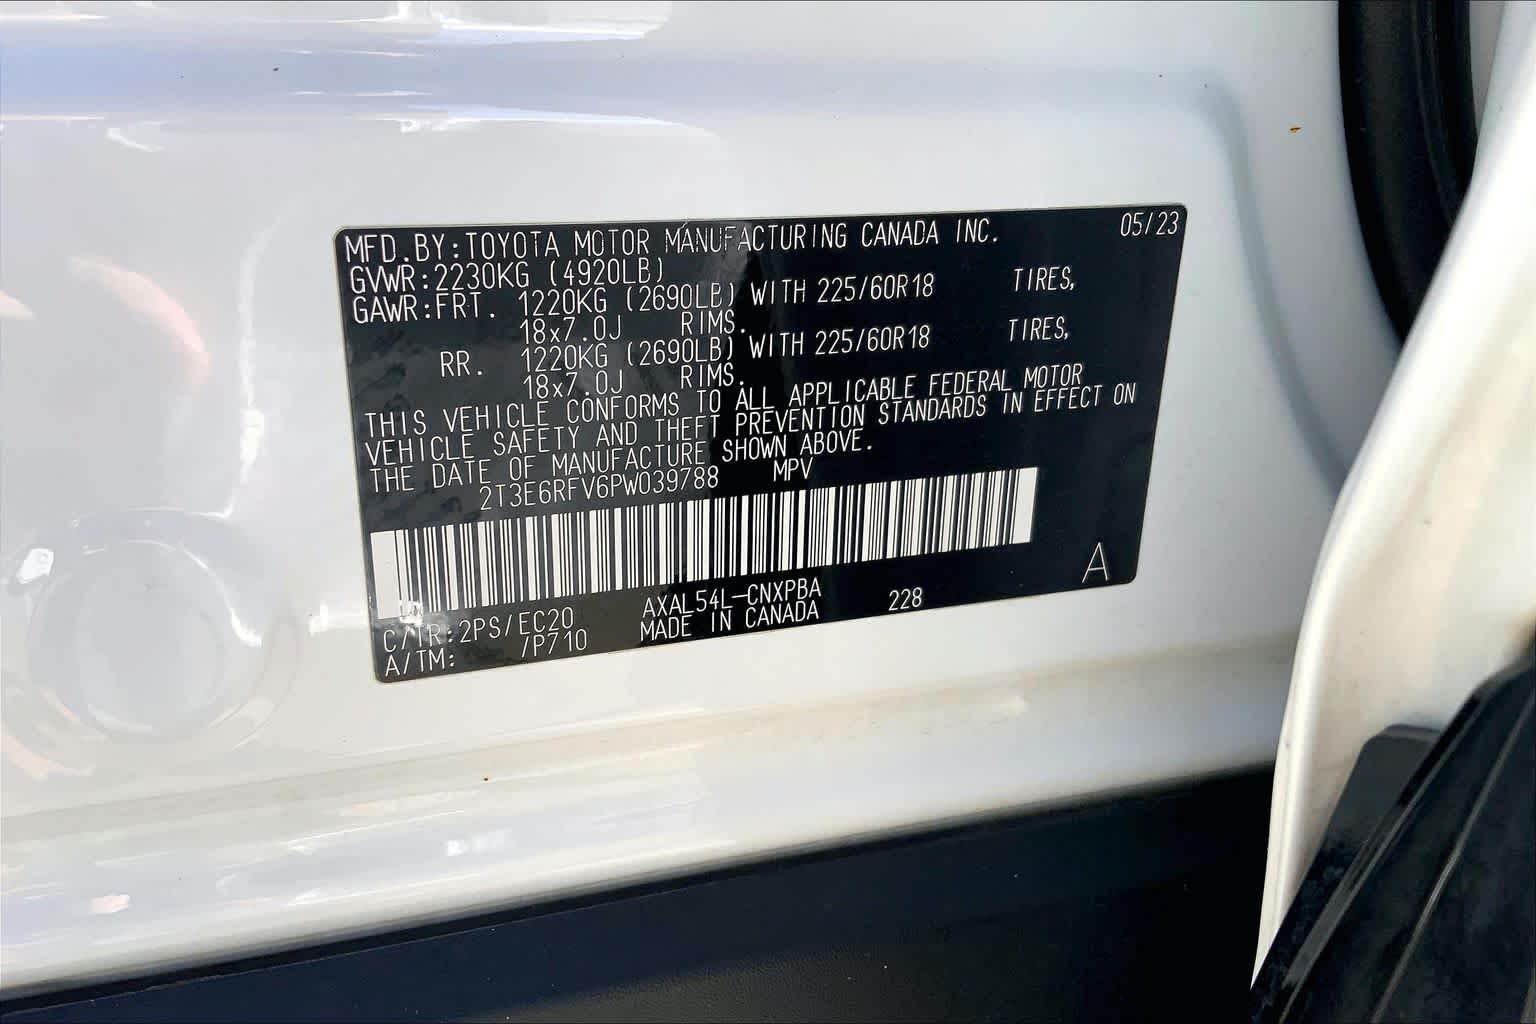 MFD.BY:TOYOTA MOTOR MANUFACTURING CANADA INC. 05/23
GVWR:2230KG (4920LB)
GAWR:FRT. 1220KG (2690LB) WITH 225/60R18 TIRES,
18x7.0J RIMS.
RR. 1220KG (2690LB) WITH 225/60R18 TIRES,
18x7.0J RIMS.
THIS VEHICLE CONFORMS TO ALL APPLICABLE FEDERAL MOTOR
VEHICLE SAFETY AND THEFT PREVENTION STANDARDS IN EFFECT ON
THE DATE OF MANUFACTURE SHOWN ABOVE.
2T3E6RFV6PW039788 MPV
C/TR:2PS/EC20 AXAL54L-CNXPBA 228 A
A/TM: /P710 MADE IN CANADA